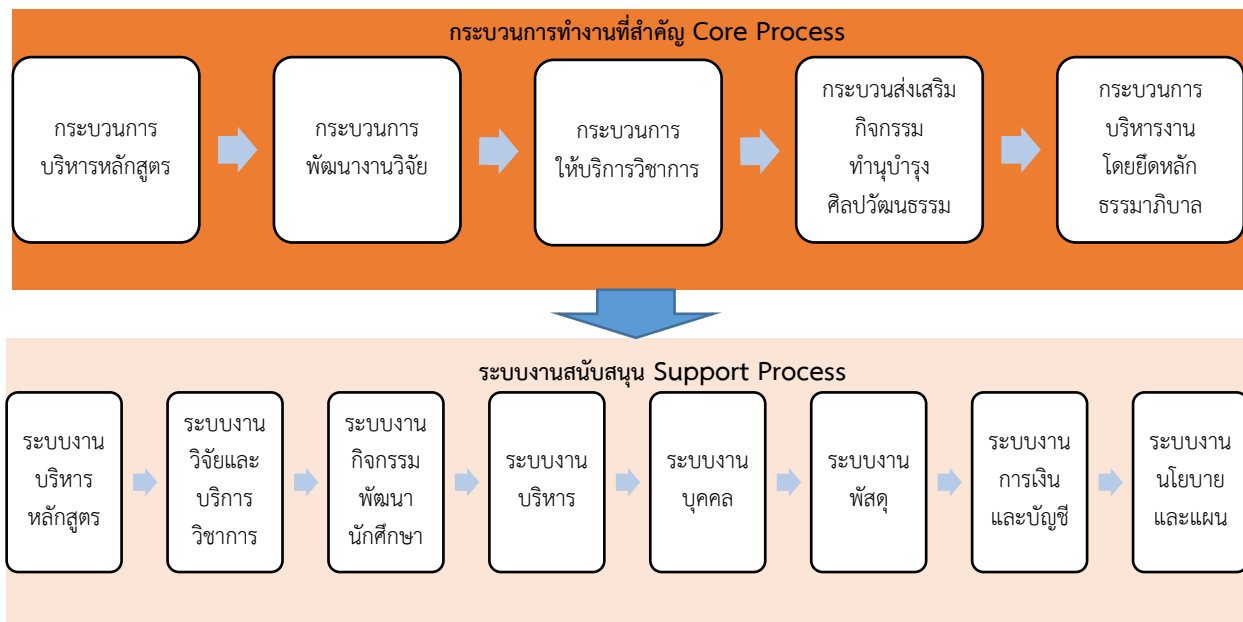 กระบวนการทำงานที่สำคัญ Core Process
กระบวนการ
บริหารหลักสูตร
กระบวนการ
พัฒนางานวิจัย
กระบวนการ
ให้บริการวิชาการ
กระบวนส่งเสริม
กิจกรรม
ทำนุบำรุง
ศิลปวัฒนธรรม
กระบวนการ
บริหารงาน
โดยยึดหลัก
ธรรมาภิบาล
ระบบงานสนับสนุน Support Process
ระบบงาน
บริหาร
หลักสูตร
ระบบงาน
วิจัยและ
บริการ
วิชาการ
ระบบงาน
กิจกรรม
พัฒนา
นักศึกษา
ระบบงาน
บริหาร
ระบบงาน
บุคคล
ระบบงาน
พัสดุ
ระบบงาน
การเงิน
และบัญชี
ระบบงาน
นโยบาย
และแผน